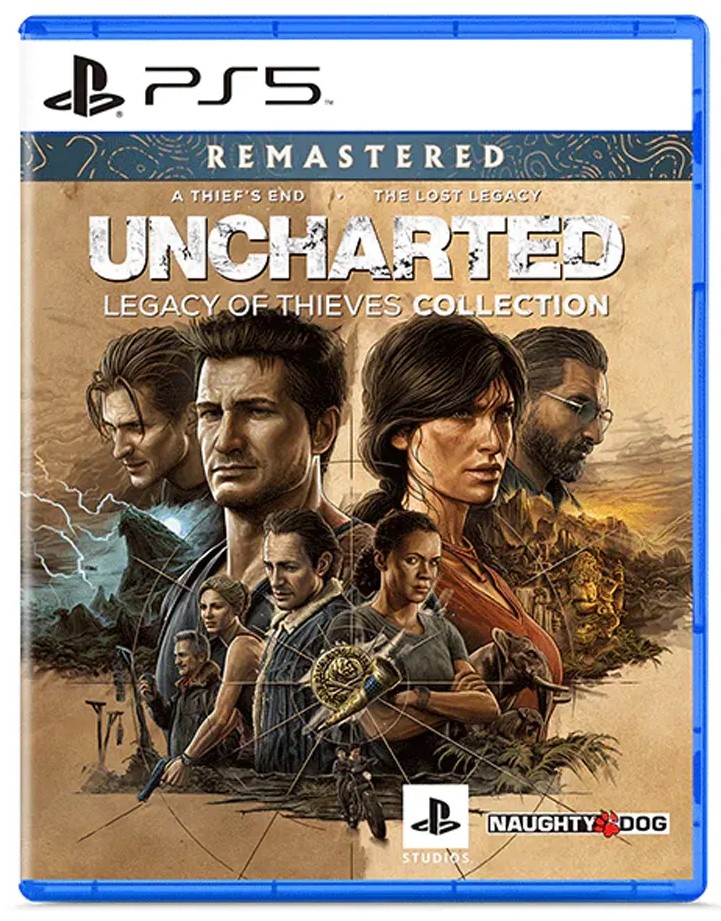 PS5
REMASTERED
A THIEF'S END • THE LOST LEGACY
UNCHARTED
LEGACY OF THIEVES COLLECTION
STUDIOS
NAUGHTY DOG